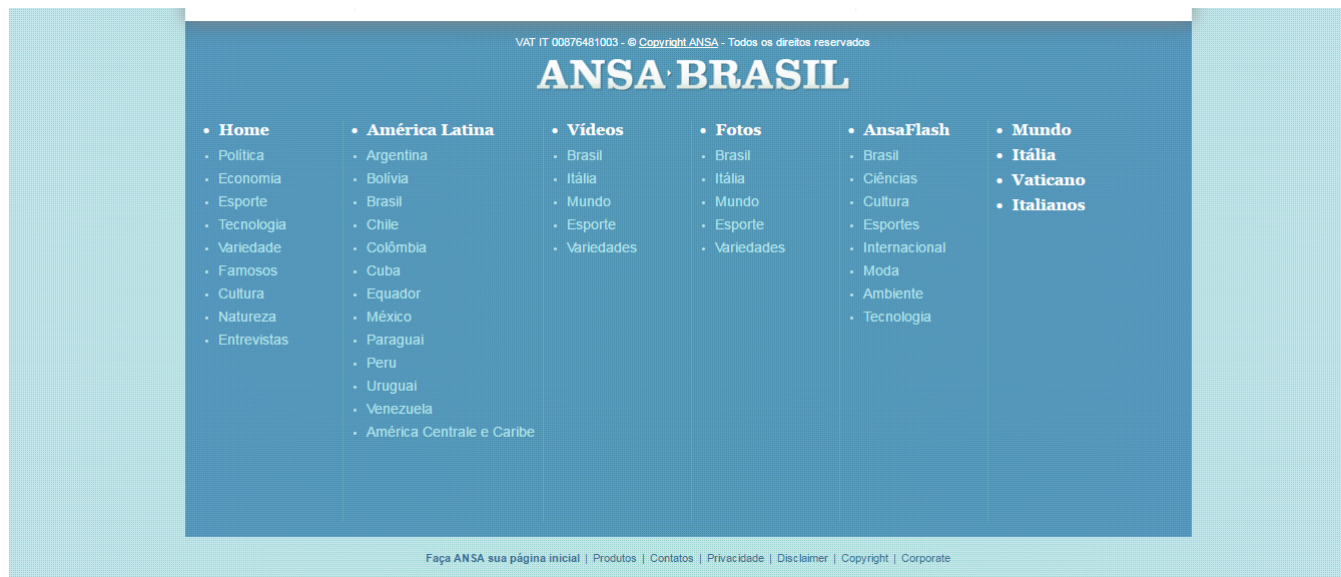 VAT IT 00876481003 - © Copyright ANSA - Todos os direitos reservados
ANSA BRASIL
• Home
Política
Economia
Esporte
Tecnologia
Variedade
Famosos
Cultura
Natureza
Entrevistas
• América Latina
Argentina
Bolívia
Brasil
Chile
Colômbia
Cuba
Equador
México
Paraguai
Peru
Uruguai
Venezuela
América Centrale e Caribe
• Vídeos
Brasil
Itália
Mundo
Esporte
Variedades
• Fotos
Brasil
Itália
Mundo
Esporte
Variedades
• AnsaFlash
Brasil
Ciências
Cultura
Esportes
Internacional
Moda
Ambiente
Tecnologia
• Mundo
• Itália
• Vaticano
• Italianos
Faça ANSA sua página inicial | Produtos | Contatos | Privacidade | Disclaimer | Copyright | Corporate